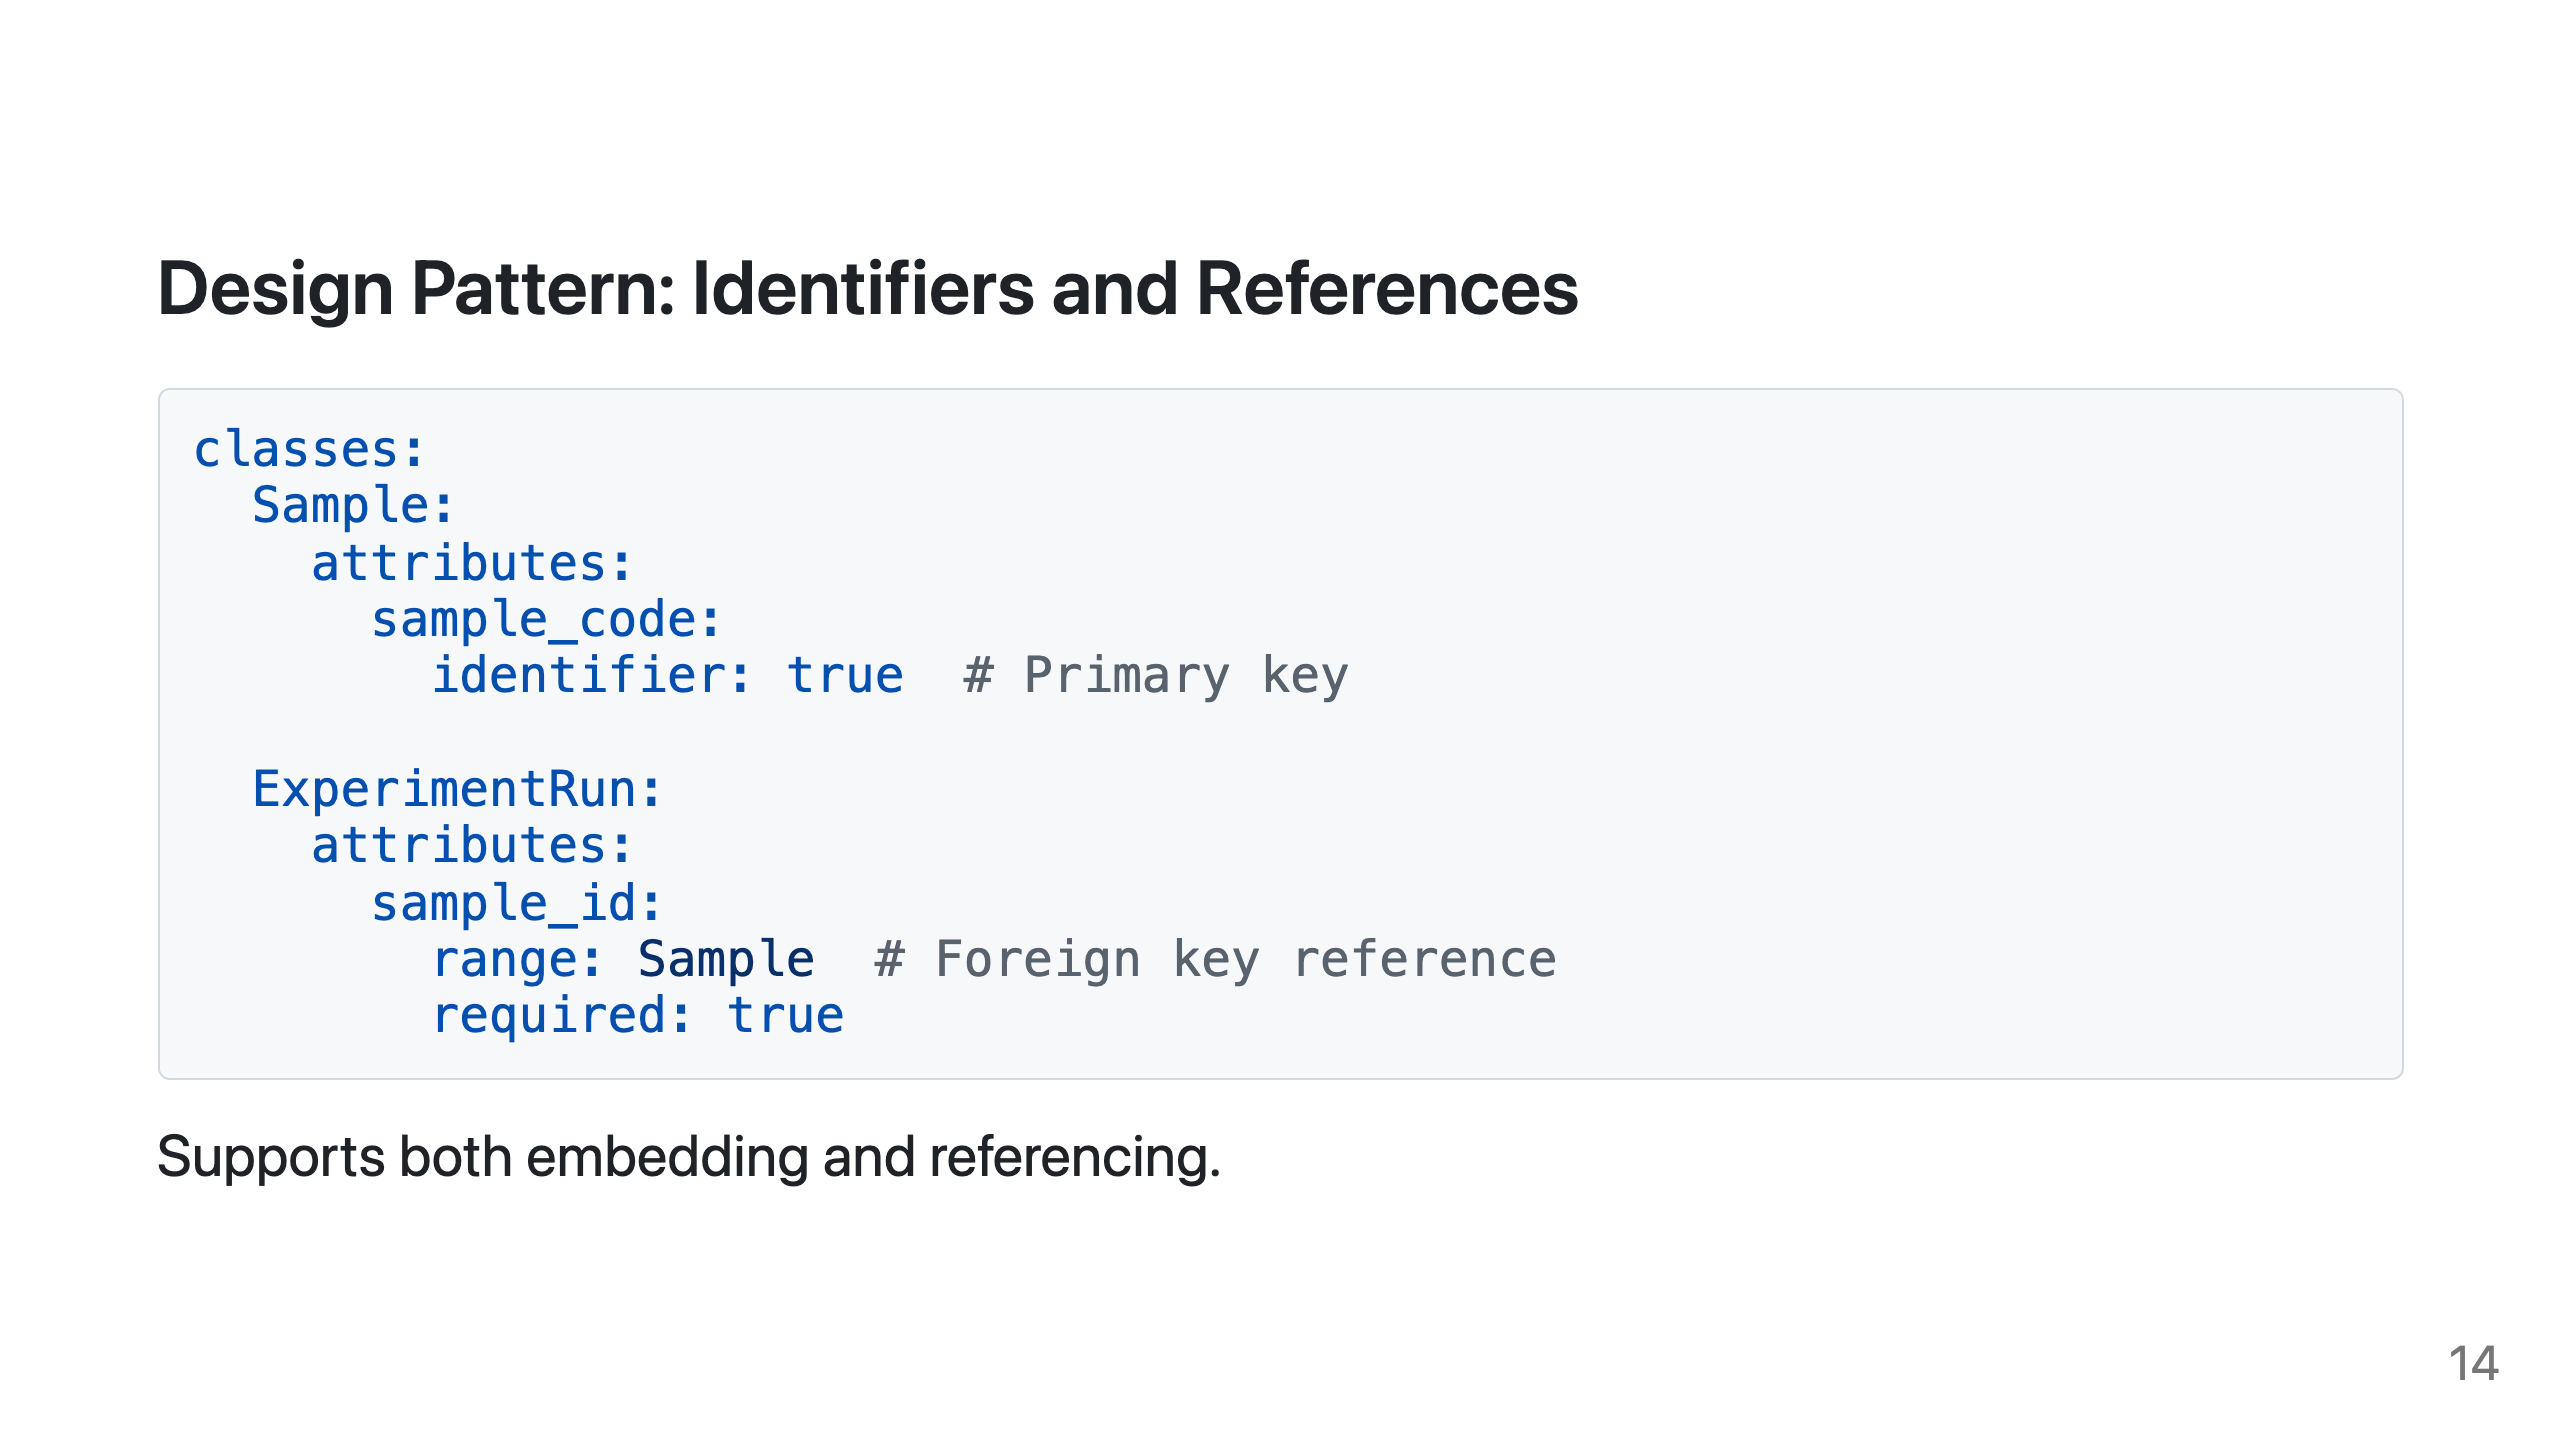 Design Pattern: Identifiers and References
classes:
  Sample:
    attributes:
      sample_code:
        identifier: true  # Primary key

  ExperimentRun:
    attributes:
      sample_id:
        range: Sample  # Foreign key reference
        required: true
Supports both embedding and referencing.
14